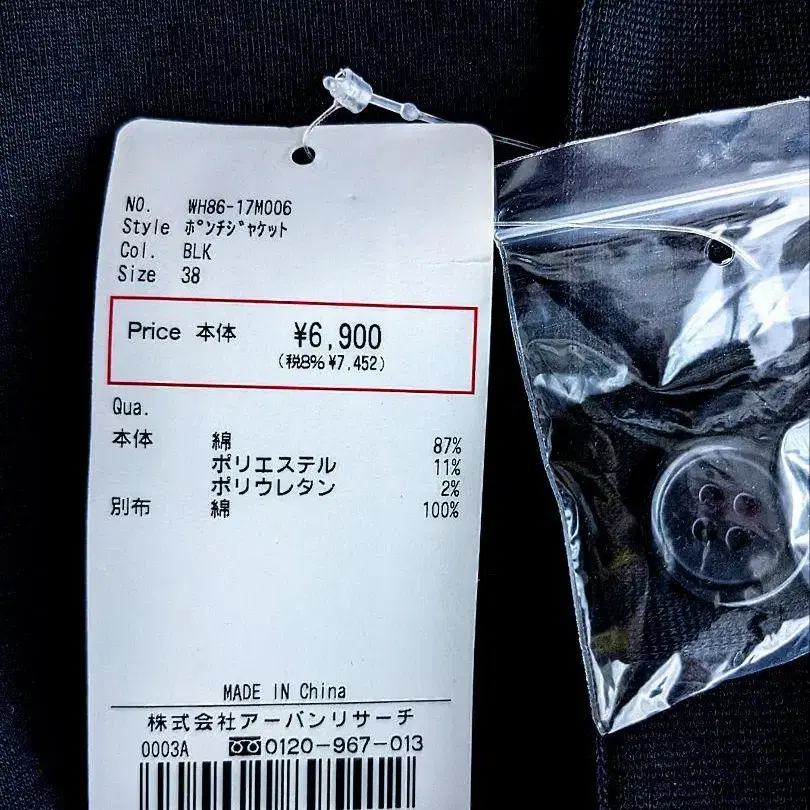 NO. WH86-17M006
Style ﾎﾟﾝﾁｼﾞｬｹｯﾄ
Col. BLK
Size 38
Price 本体 ¥6,900
(税8% ¥7,452)
Qua.
本体 綿 87%
ポリエステル 11%
ポリウレタン 2%
別布 綿 100%
MADE IN China
株式会社アーバンリサーチ
0003A 0120-967-013